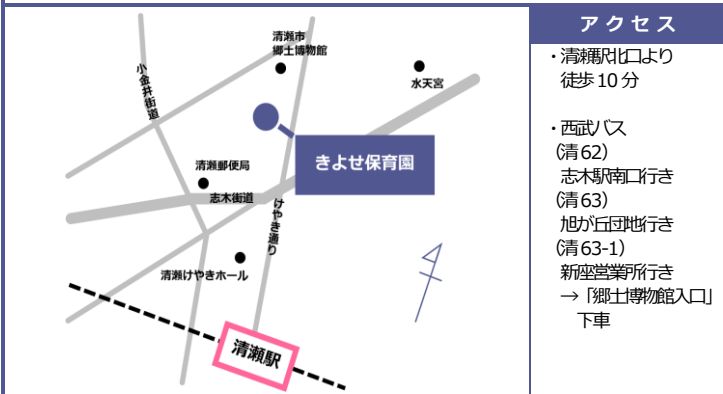 清瀬市
郷土博物館
水天宮
小金井街道
きよせ保育園
清瀬郵便局
志木街道
けやき通り
清瀬けやきホール
清瀬駅
アクセス
・清瀬駅北口より
徒歩10分
・西武バス
(清62)
志木駅南口行き
(清63)
旭が丘団地行き
(清63-1)
新座営業所行き
→「郷土博物館入口」
下車